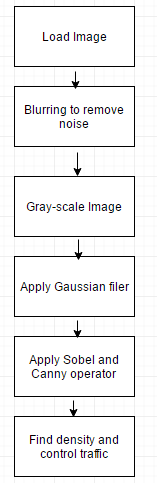 Load Image
Blurring to remove
noise
Gray-scale Image
Apply Gaussian filer
Apply Sobel and
Canny operator
Find density and
control traffic